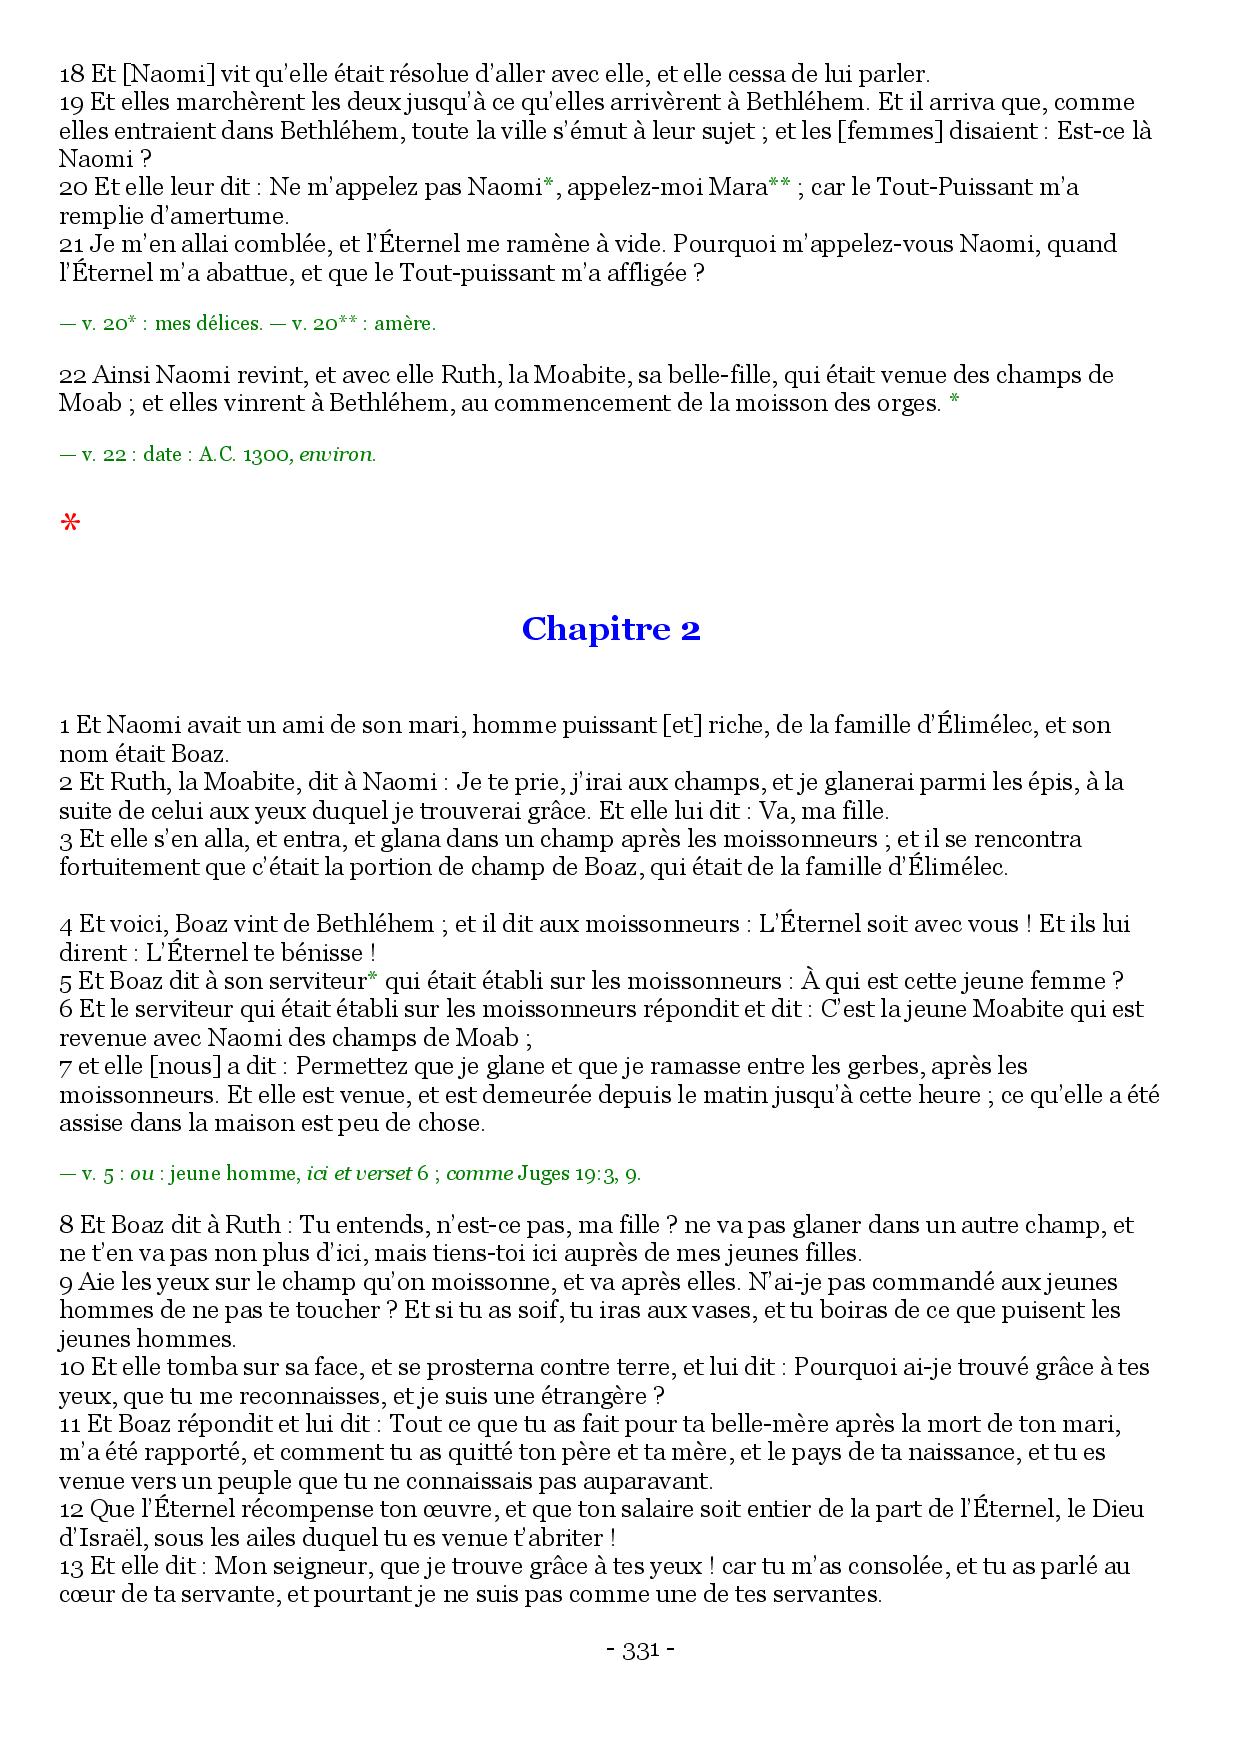 18 Et [Naomi] vit qu’elle était résolue d’aller avec elle, et elle cessa de lui parler.
19 Et elles marchèrent les deux jusqu’à ce qu’elles arrivèrent à Bethléhem. Et il arriva que, comme
elles entraient dans Bethléhem, toute la ville s’émut à leur sujet ; et les [femmes] disaient : Est-ce là
Naomi ?
20 Et elle leur dit : Ne m’appelez pas Naomi*, appelez-moi Mara** ; car le Tout-Puissant m’a
remplie d’amertume.
21 Je m’en allai comblée, et l’Éternel me ramène à vide. Pourquoi m’appelez-vous Naomi, quand
l’Éternel m’a abattue, et que le Tout-puissant m’a affligée ?
— v. 20* : mes délices. — v. 20** : amère.
22 Ainsi Naomi revint, et avec elle Ruth, la Moabite, sa belle-fille, qui était venue des champs de
Moab ; et elles vinrent à Bethléhem, au commencement de la moisson des orges. *
— v. 22 : date : A.C. 1300, environ.
*
Chapitre 2
1 Et Naomi avait un ami de son mari, homme puissant [et] riche, de la famille d’Élimélec, et son
nom était Boaz.
2 Et Ruth, la Moabite, dit à Naomi : Je te prie, j’irai aux champs, et je glanerai parmi les épis, à la
suite de celui aux yeux duquel je trouverai grâce. Et elle lui dit : Va, ma fille.
3 Et elle s’en alla, et entra, et glana dans un champ après les moissonneurs ; et il se rencontra
fortuitement que c’était la portion de champ de Boaz, qui était de la famille d’Élimélec.
4 Et voici, Boaz vint de Bethléhem ; et il dit aux moissonneurs : L’Éternel soit avec vous ! Et ils lui
dirent : L’Éternel te bénisse !
5 Et Boaz dit à son serviteur* qui était établi sur les moissonneurs : À qui est cette jeune femme ?
6 Et le serviteur qui était établi sur les moissonneurs répondit et dit : C’est la jeune Moabite qui est
revenue avec Naomi des champs de Moab ;
7 et elle [nous] a dit : Permettez que je glane et que je ramasse entre les gerbes, après les
moissonneurs. Et elle est venue, et est demeurée depuis le matin jusqu’à cette heure ; ce qu’elle a été
assise dans la maison est peu de chose.
— v. 5 : ou : jeune homme, ici et verset 6 ; comme Juges 19:3, 9.
8 Et Boaz dit à Ruth : Tu entends, n’est-ce pas, ma fille ? ne va pas glaner dans un autre champ, et
ne t’en va pas non plus d’ici, mais tiens-toi ici auprès de mes jeunes filles.
9 Aie les yeux sur le champ qu’on moissonne, et va après elles. N’ai-je pas commandé aux jeunes
hommes de ne pas te toucher ? Et si tu as soif, tu iras aux vases, et tu boiras de ce que puisent les
jeunes hommes.
10 Et elle tomba sur sa face, et se prosterna contre terre, et lui dit : Pourquoi ai-je trouvé grâce à tes
yeux, que tu me reconnaisses, et je suis une étrangère ?
11 Et Boaz répondit et lui dit : Tout ce que tu as fait pour ta belle-mère après la mort de ton mari,
m’a été rapporté, et comment tu as quitté ton père et ta mère, et le pays de ta naissance, et tu es
venue vers un peuple que tu ne connaissais pas auparavant.
12 Que l’Éternel récompense ton œuvre, et que ton salaire soit entier de la part de l’Éternel, le Dieu
d’Israël, sous les ailes duquel tu es venue t’abriter !
13 Et elle dit : Mon seigneur, que je trouve grâce à tes yeux ! car tu m’as consolée, et tu as parlé au
cœur de ta servante, et pourtant je ne suis pas comme une de tes servantes.
- 331 -